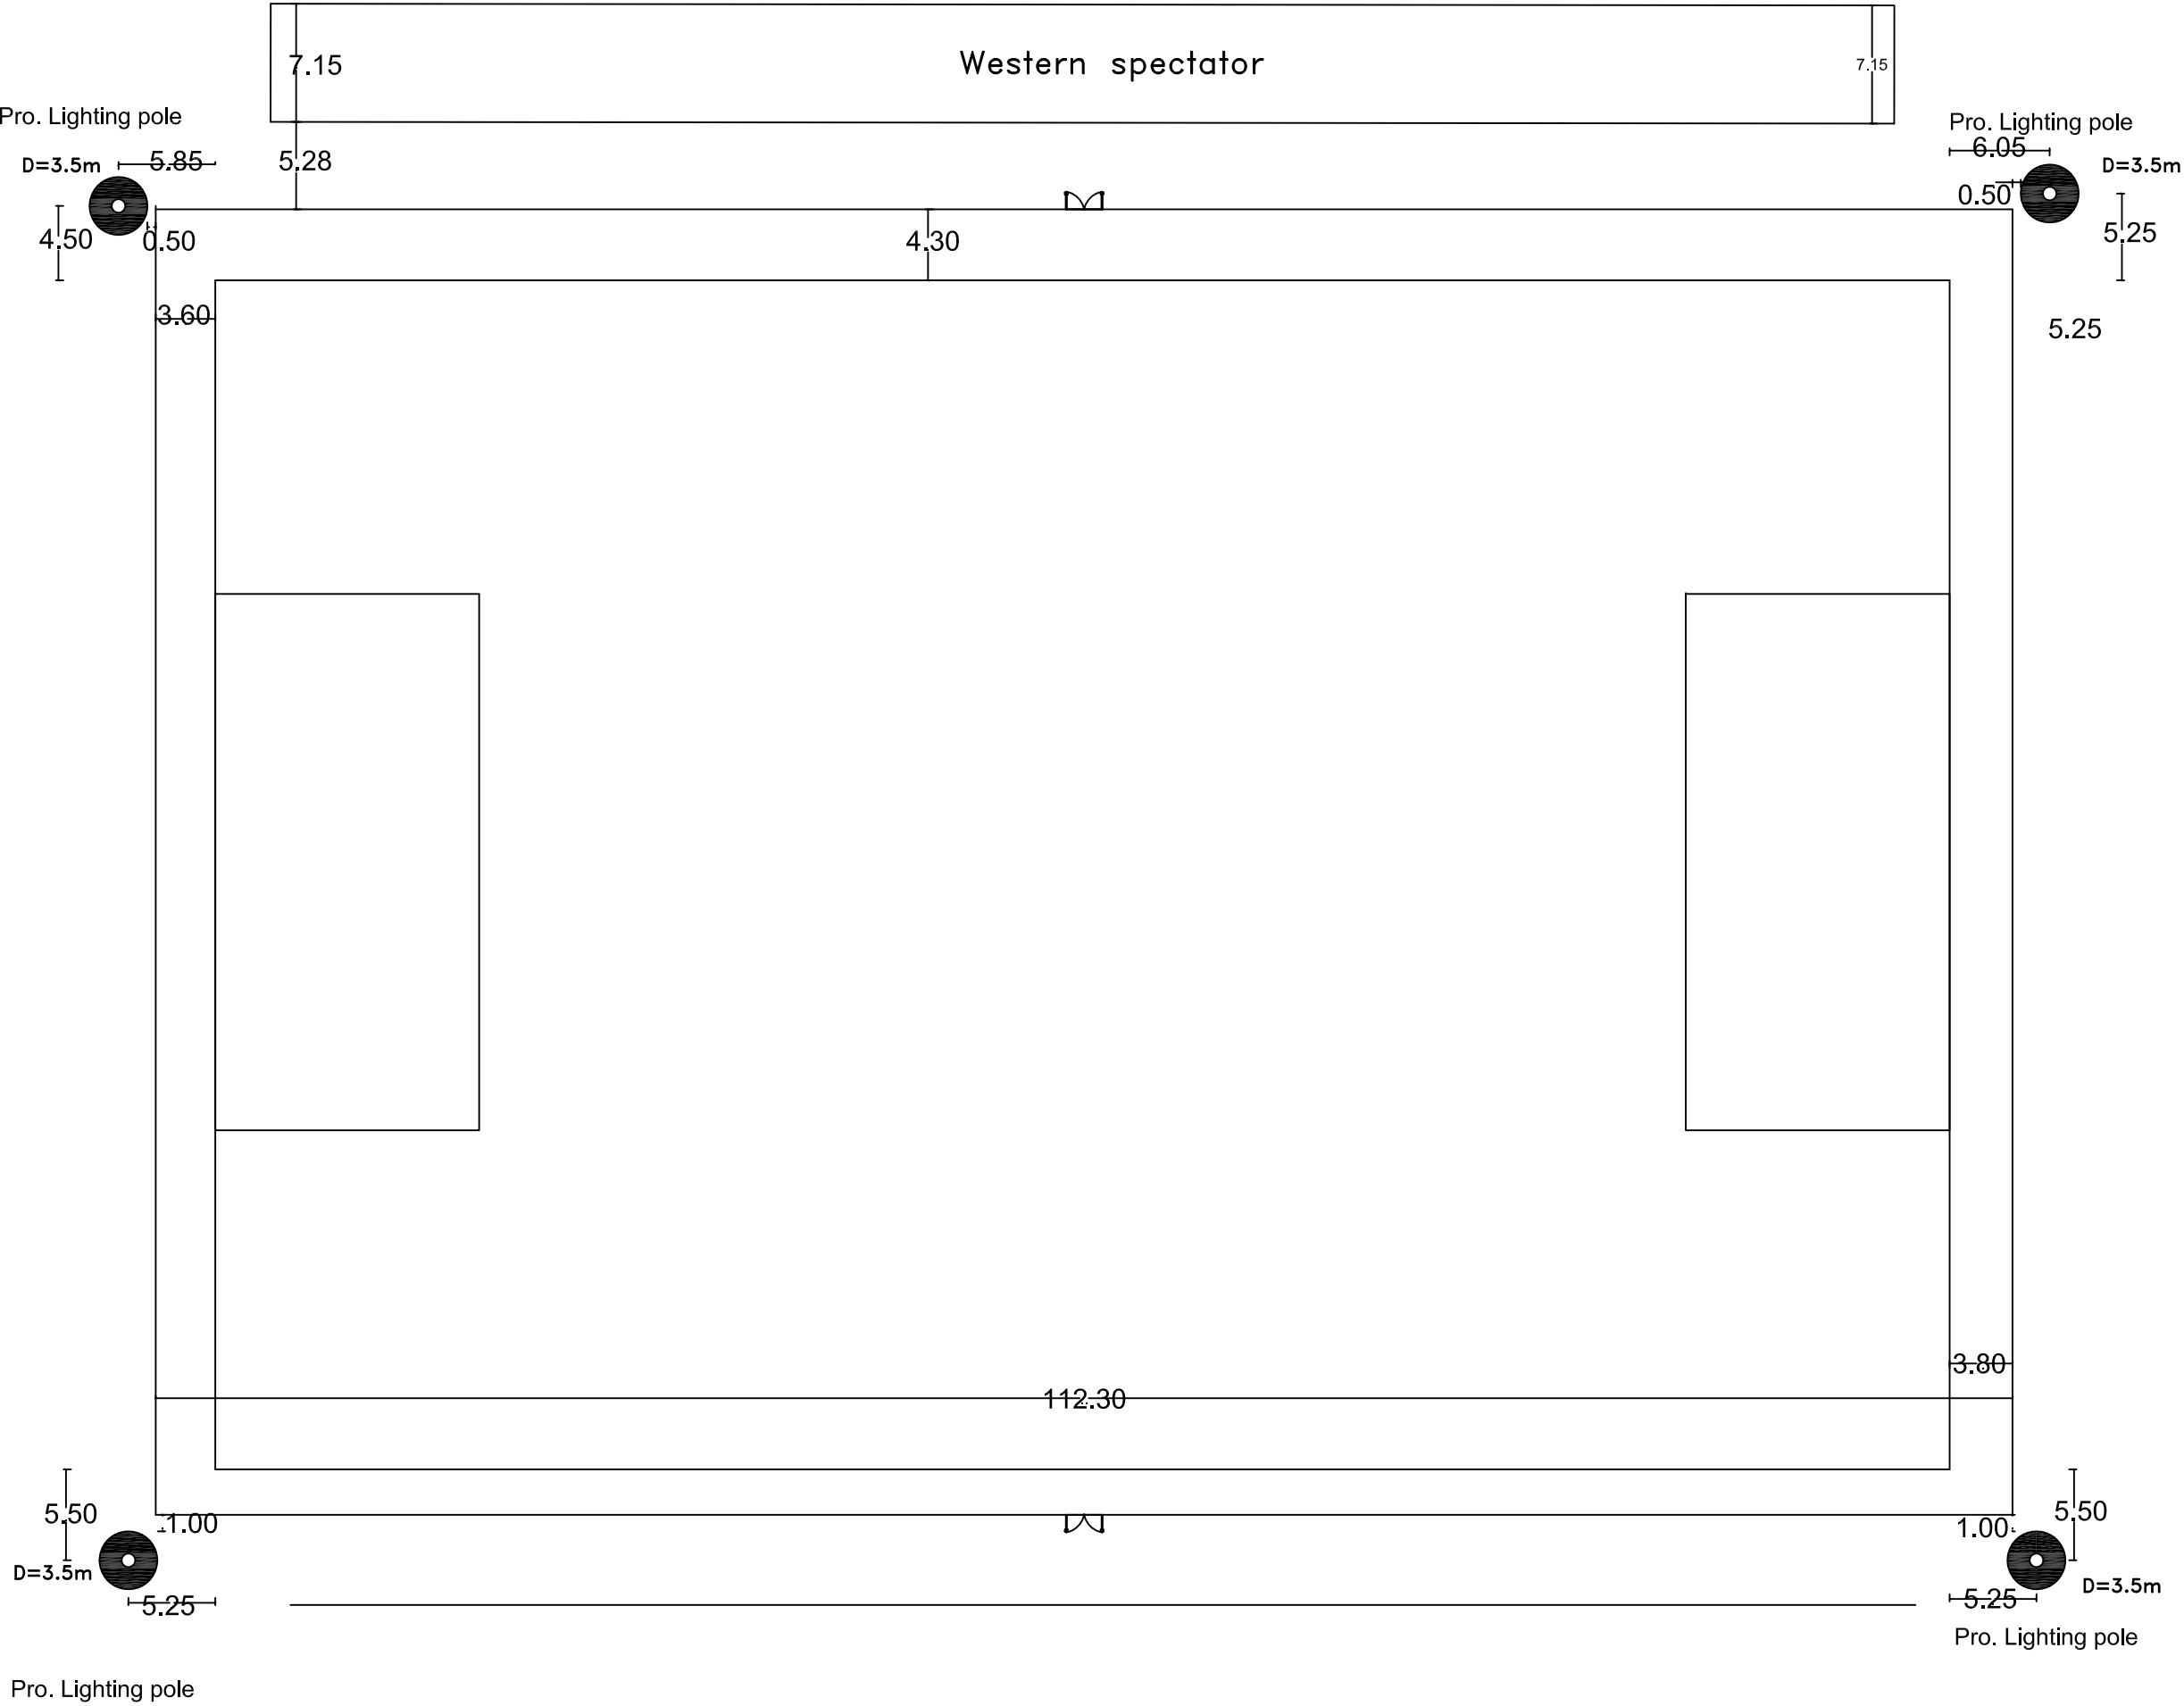 7.15
Western spectator
7.15
Pro. Lighting pole
Pro. Lighting pole
D=3.5m
5.85
5.28
6.05
D=3.5m
0.50
4.50
0.50
4.30
5.25
3.60
5.25
3.80
112.30
5.50
1.00
1.00
5.50
D=3.5m
5.25
5.25
D=3.5m
Pro. Lighting pole
Pro. Lighting pole